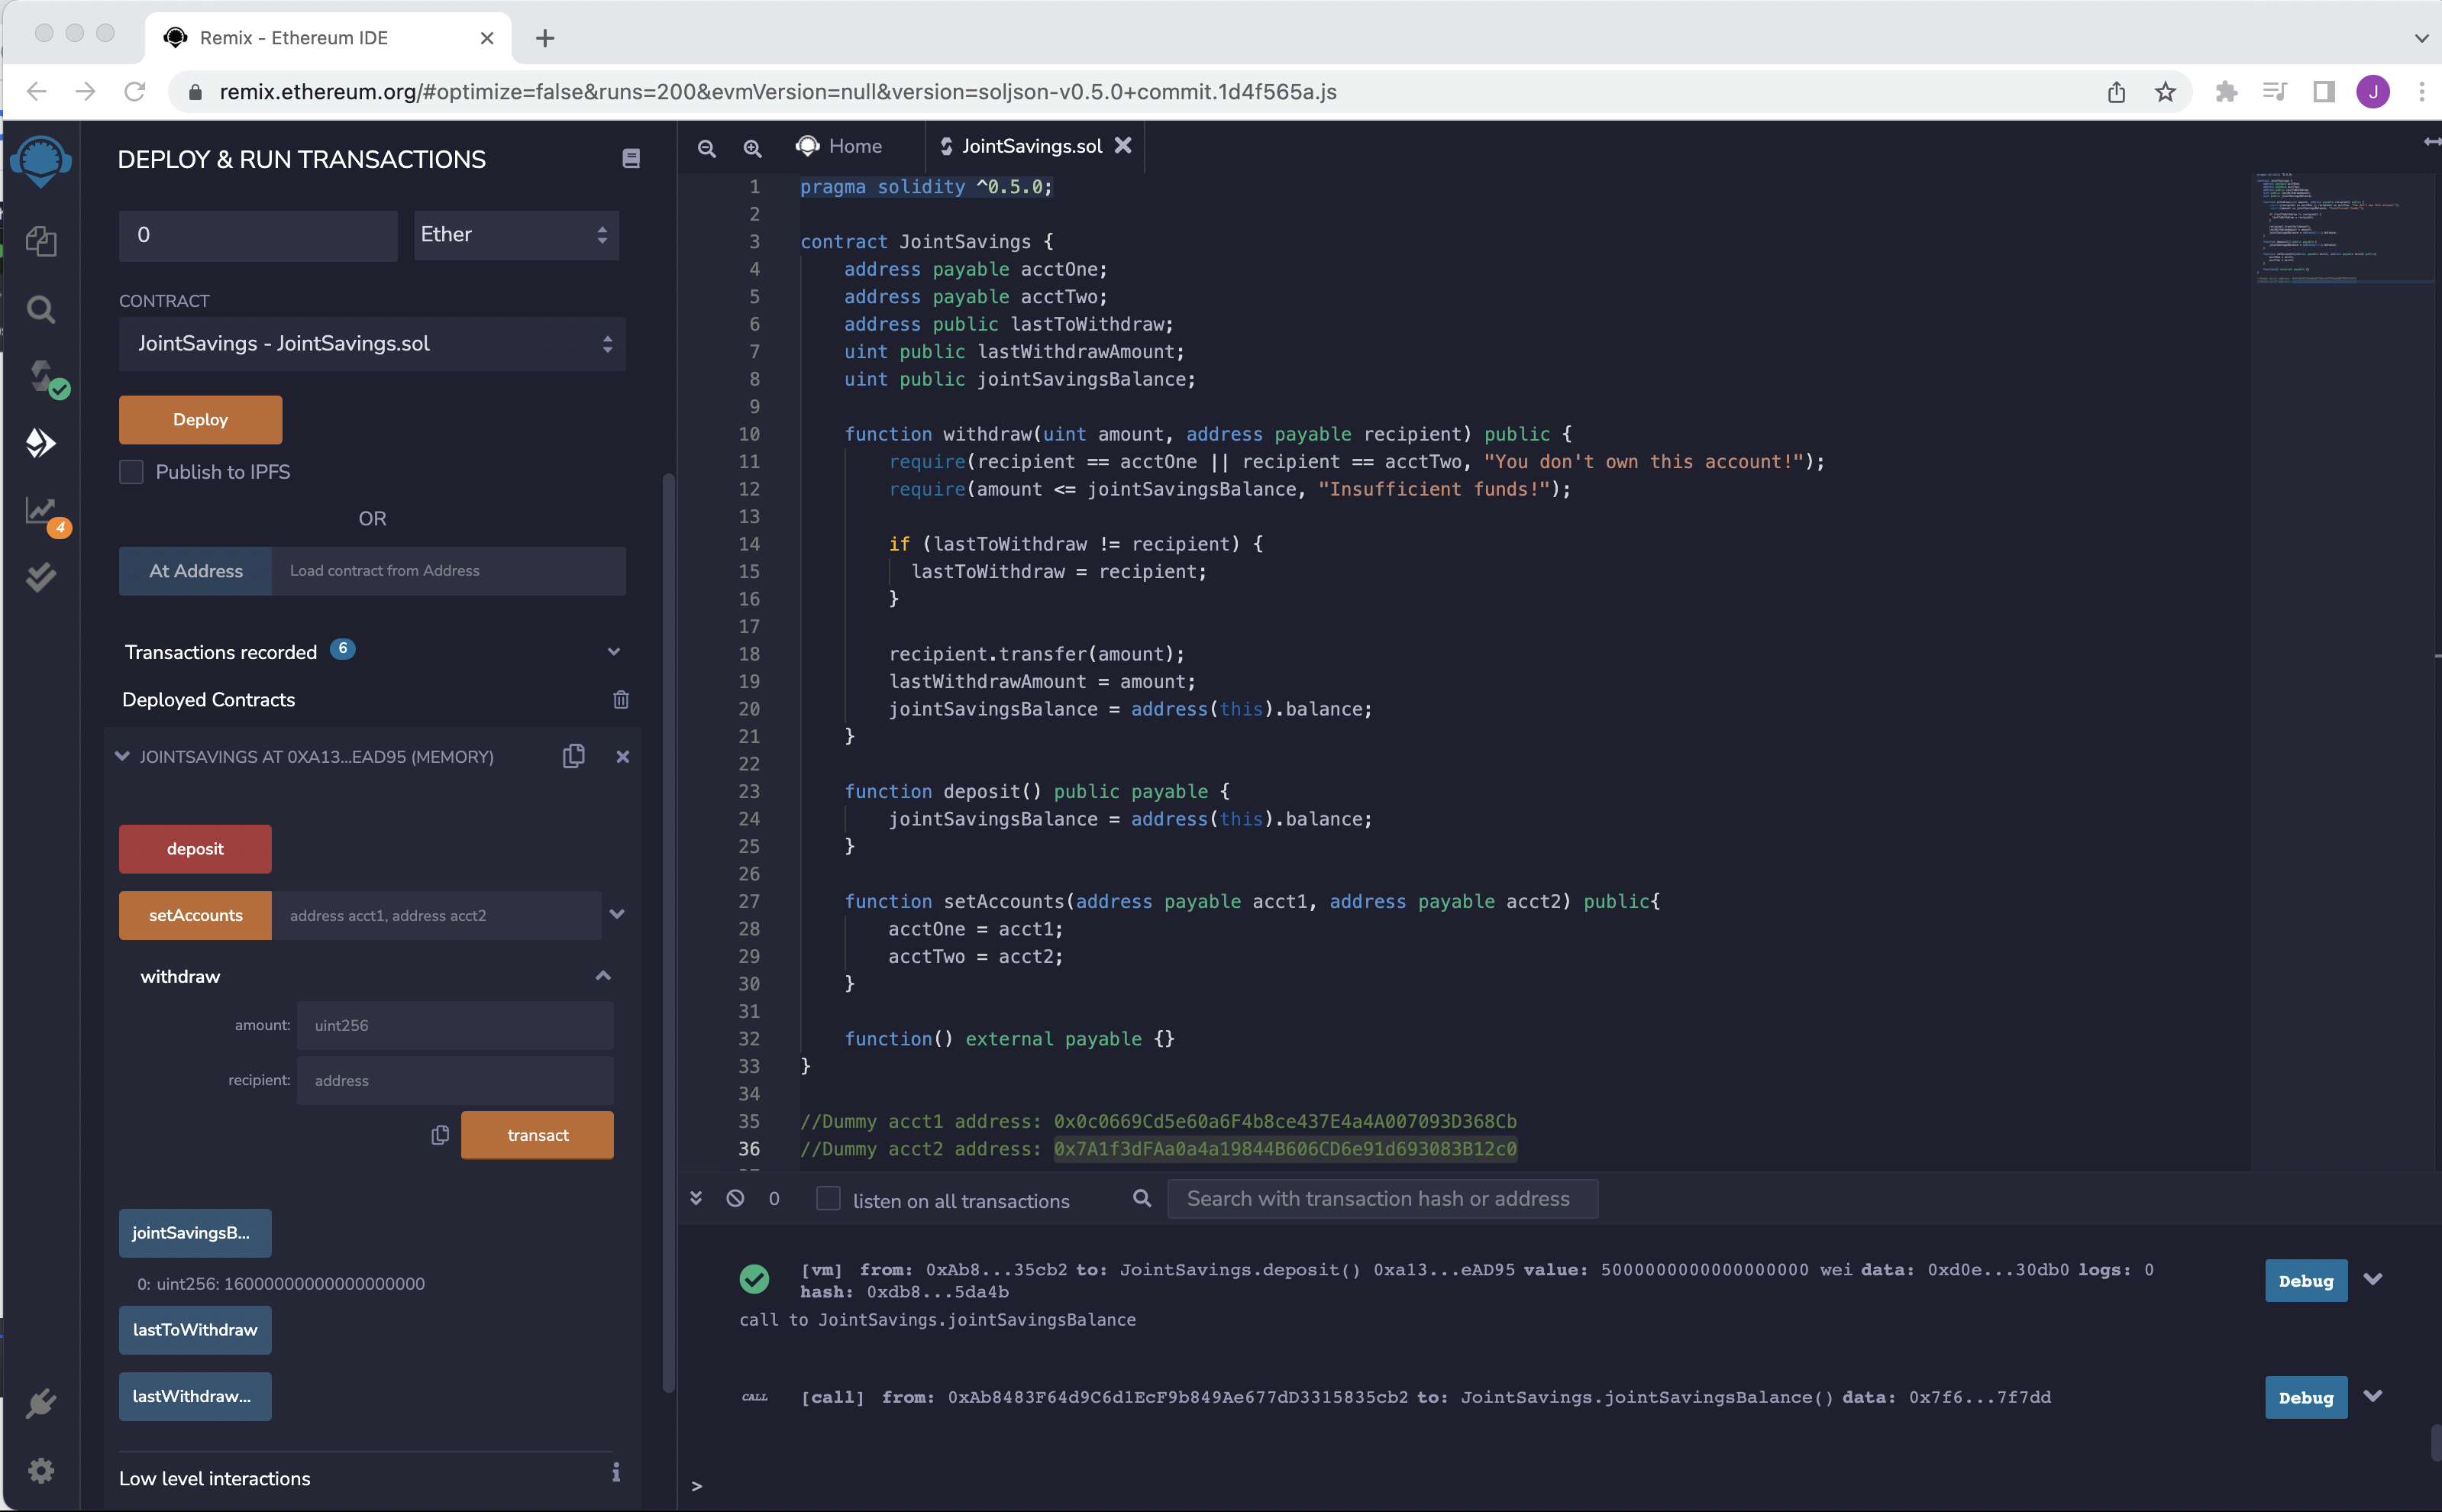 Remix - Ethereum IDE
remix.ethereum.org/#optimize=false&runs=200&evmVersion=null&version=soljson-v0.5.0+commit.1d4f565a.js
J
DEPLOY & RUN TRANSACTIONS
0
Ether
CONTRACT
JointSavings - JointSavings.sol
Deploy
Publish to IPFS
OR
At Address
Load contract from Address
4
Transactions recorded 6
Deployed Contracts
JOINTSAVINGS AT 0XA13...EAD95 (MEMORY)
deposit
setAccounts
address acct1, address acct2
withdraw
amount:
uint256
recipient:
address
transact
jointSavingsB...
0: uint256: 16000000000000000000
lastToWithdraw
lastWithdraw...
Low level interactions
Home
JointSavings.sol
1 pragma solidity ^0.5.0;
2
3 contract JointSavings {
4 address payable acctOne;
5 address payable acctTwo;
6 address public lastToWithdraw;
7 uint public lastWithdrawAmount;
8 uint public jointSavingsBalance;
9
10 function withdraw(uint amount, address payable recipient) public {
11 require(recipient == acctOne || recipient == acctTwo, "You don't own this account!");
12 require(amount <= jointSavingsBalance, "Insufficient funds!");
13
14 if (lastToWithdraw != recipient) {
15 lastToWithdraw = recipient;
16 }
17
18 recipient.transfer(amount);
19 lastWithdrawAmount = amount;
20 jointSavingsBalance = address(this).balance;
21 }
22
23 function deposit() public payable {
24 jointSavingsBalance = address(this).balance;
25 }
26
27 function setAccounts(address payable acct1, address payable acct2) public{
28 acctOne = acct1;
29 acctTwo = acct2;
30 }
31
32 function() external payable {}
33 }
34
35 //Dummy acct1 address: 0x0c0669Cd5e60a6F4b8ce437E4a4A007093D368Cb
36 //Dummy acct2 address: 0x7A1f3dFAa0a4a19844B606CD6e91d693083B12c0
0
listen on all transactions
Search with transaction hash or address
[vm] from: 0xAb8...35cb2 to: JointSavings.deposit() 0xa13...eAD95 value: 5000000000000000000 wei data: 0xd0e...30db0 logs: 0
hash: 0xdb8...5da4b
Debug
call to JointSavings.jointSavingsBalance
CALL
[call] from: 0xAb8483F64d9C6d1EcF9b849Ae677dD3315835cb2 to: JointSavings.jointSavingsBalance() data: 0x7f6...7f7dd
Debug
>